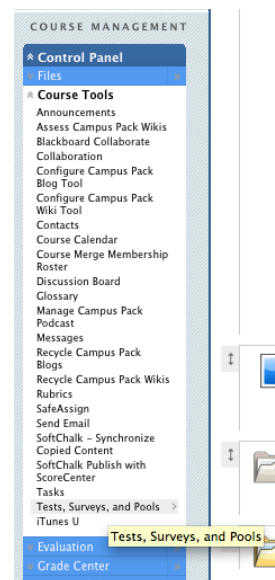 COURSE MANAGEMENT
Control Panel
Files
Course Tools
Announcements
Assess Campus Pack Wikis
Blackboard Collaborate
Collaboration
Configure Campus Pack
Blog Tool
Configure Campus Pack
Wiki Tool
Contacts
Course Calendar
Course Merge Membership
Roster
Discussion Board
Glossary
Manage Campus Pack
Podcast
Messages
Recycle Campus Pack
Blogs
Recycle Campus Pack Wikis
Rubrics
SafeAssign
Send Email
SoftChalk - Synchronize
Copied Content
SoftChalk Publish with
ScoreCenter
Tasks
Tests, Surveys, and Pools
iTunes U
Tests, Surveys, and Pools
Evaluation
Grade Center